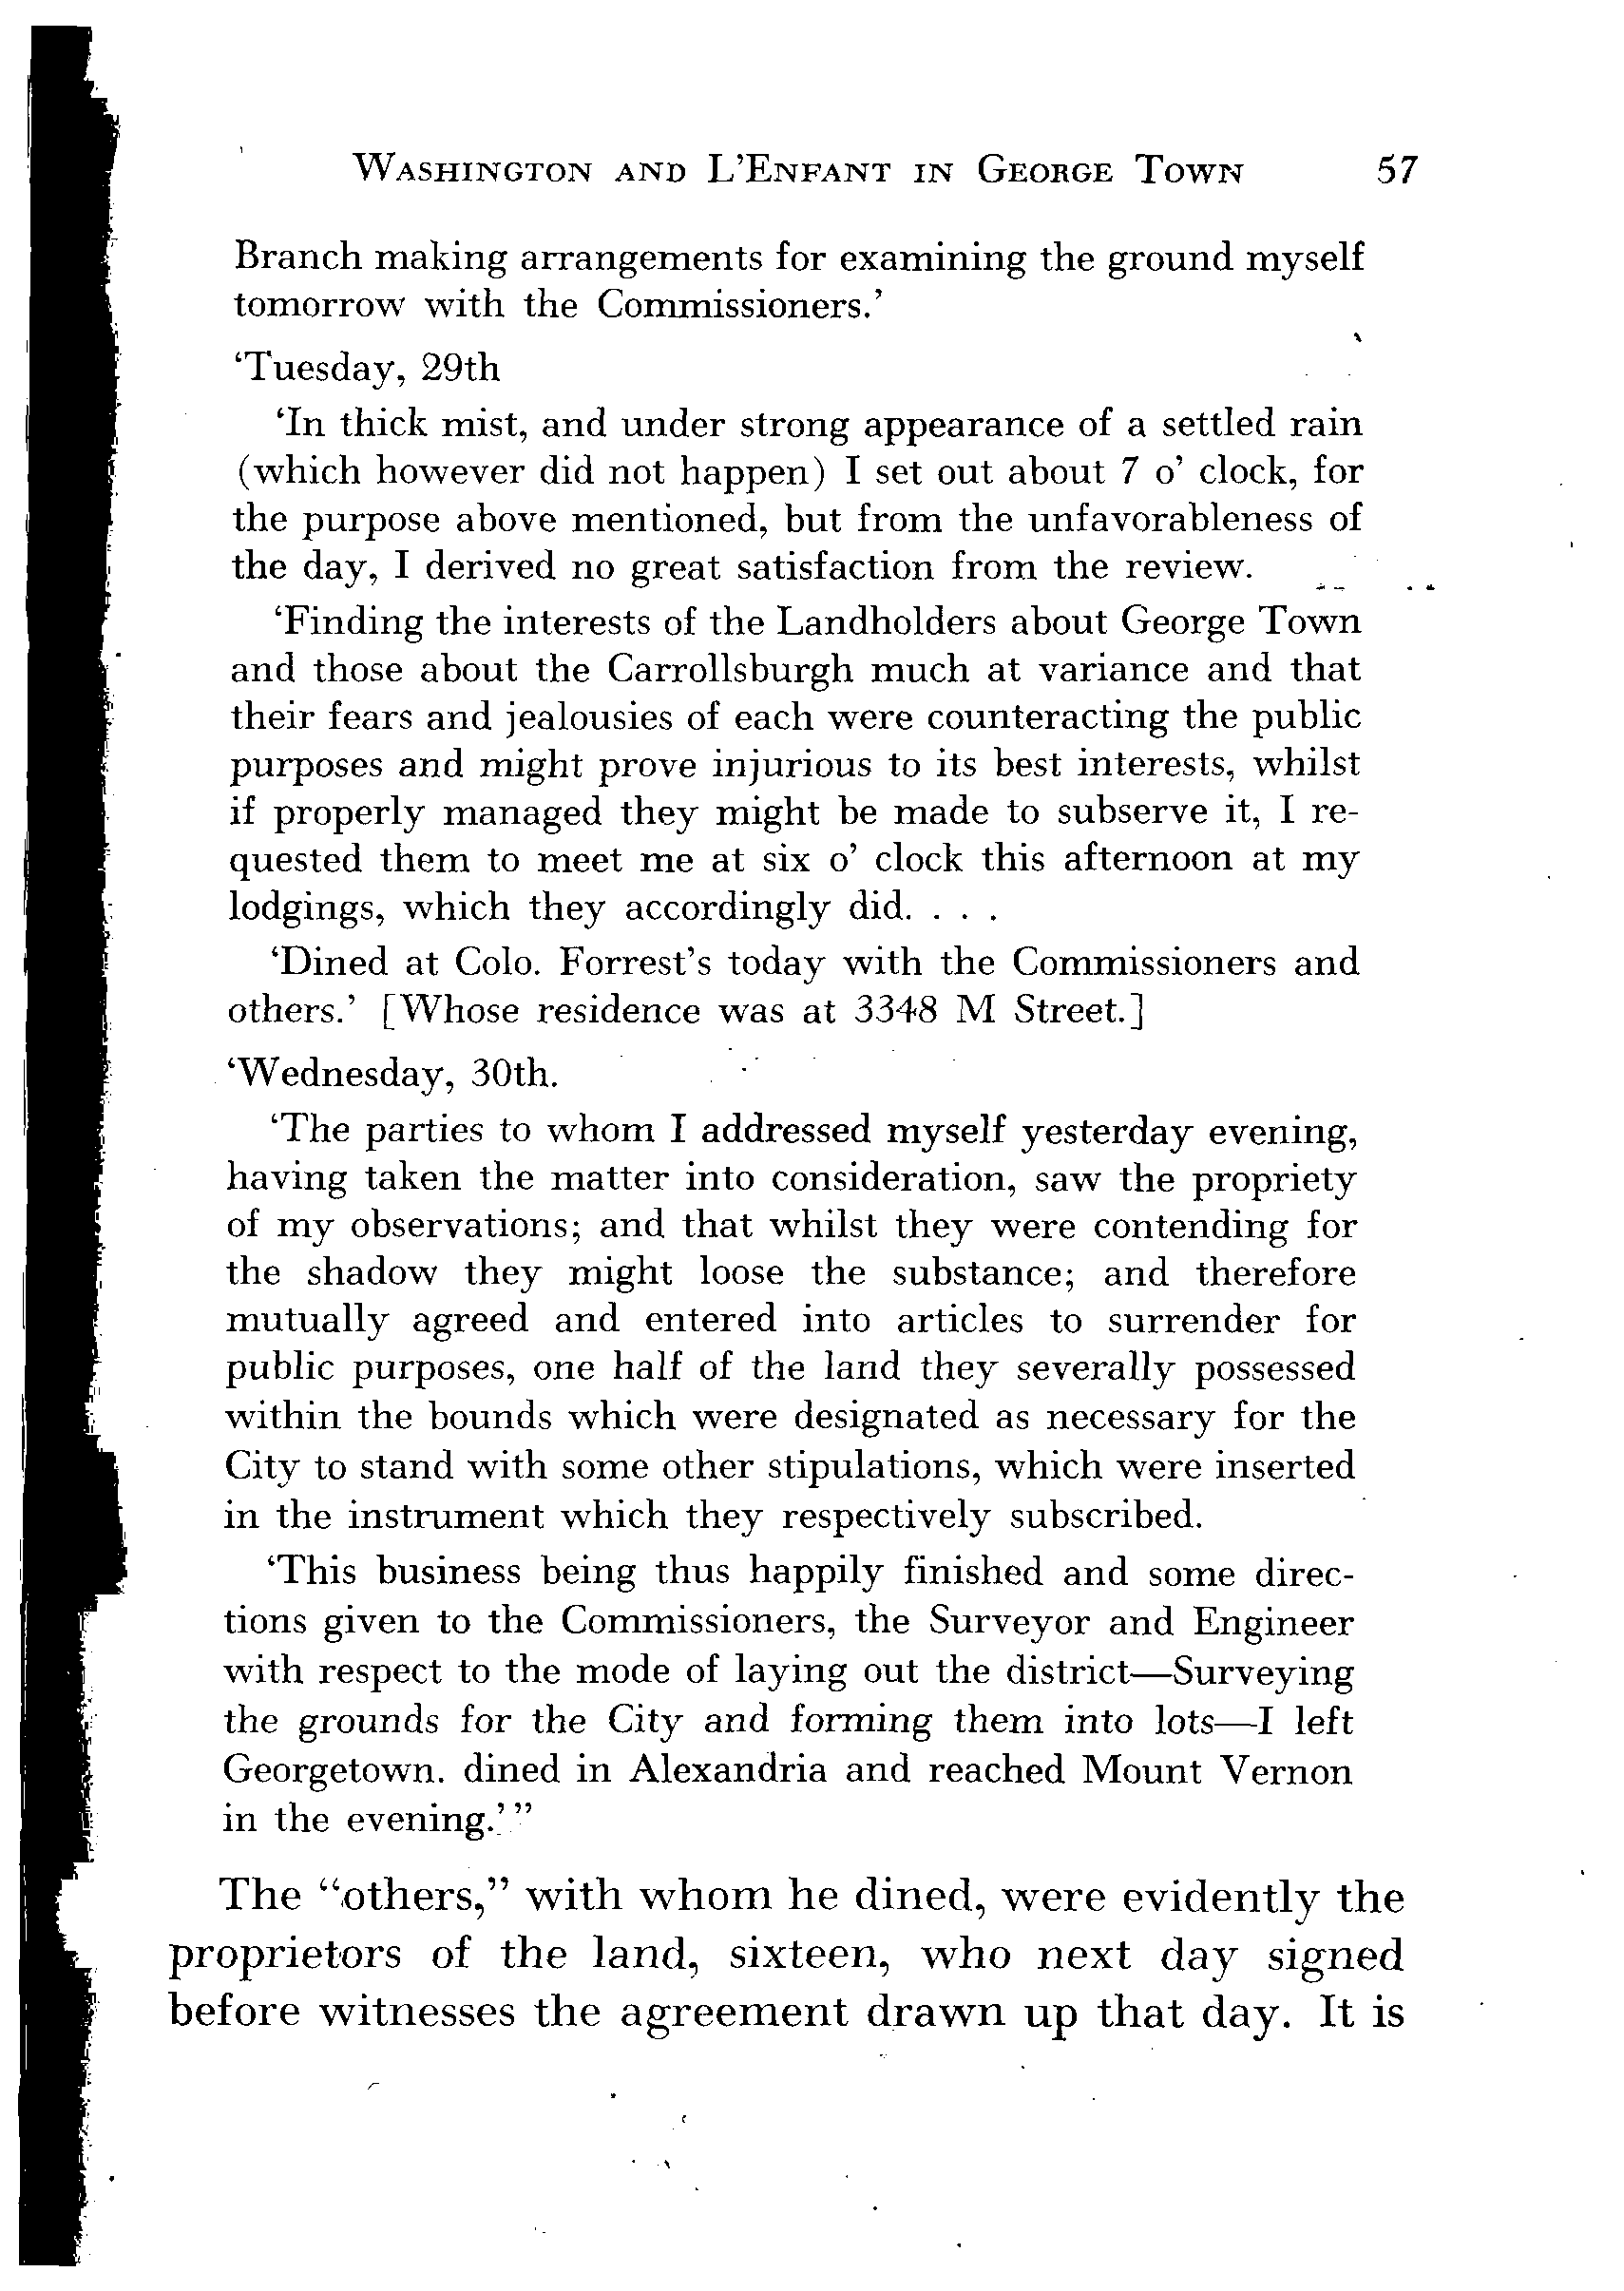 WASHINGTON AND L'ENFANT IN GEORGE TOWN 57
Branch making arrangements for examining the ground myself
tomorrow with the Commissioners.’
‘Tuesday, 29th
‘In thick mist, and under strong appearance of a settled rain
(which however did not happen) I set out about 7 o’ clock, for
the purpose above mentioned, but from the unfavorableness of
the day, I derived no great satisfaction from the review.
‘Finding the interests of the Landholders about George Town
and those about the Carrollsburgh much at variance and that
their fears and jealousies of each were counteracting the public
purposes and might prove injurious to its best interests, whilst
if properly managed they might be made to subserve it, I re-
quested them to meet me at six o’ clock this afternoon at my
lodgings, which they accordingly did. . . .
‘Dined at Colo. Forrest’s today with the Commissioners and
others.’ [Whose residence was at 3348 M Street.]
‘Wednesday, 30th.
‘The parties to whom I addressed myself yesterday evening,
having taken the matter into consideration, saw the propriety
of my observations; and that whilst they were contending for
the shadow they might loose the substance; and therefore
mutually agreed and entered into articles to surrender for
public purposes, one half of the land they severally possessed
within the bounds which were designated as necessary for the
City to stand with some other stipulations, which were inserted
in the instrument which they respectively subscribed.
‘This business being thus happily finished and some direc-
tions given to the Commissioners, the Surveyor and Engineer
with respect to the mode of laying out the district—Surveying
the grounds for the City and forming them into lots—I left
Georgetown. dined in Alexandria and reached Mount Vernon
in the evening.’ ”
The “others,” with whom he dined, were evidently the
proprietors of the land, sixteen, who next day signed
before witnesses the agreement drawn up that day. It is